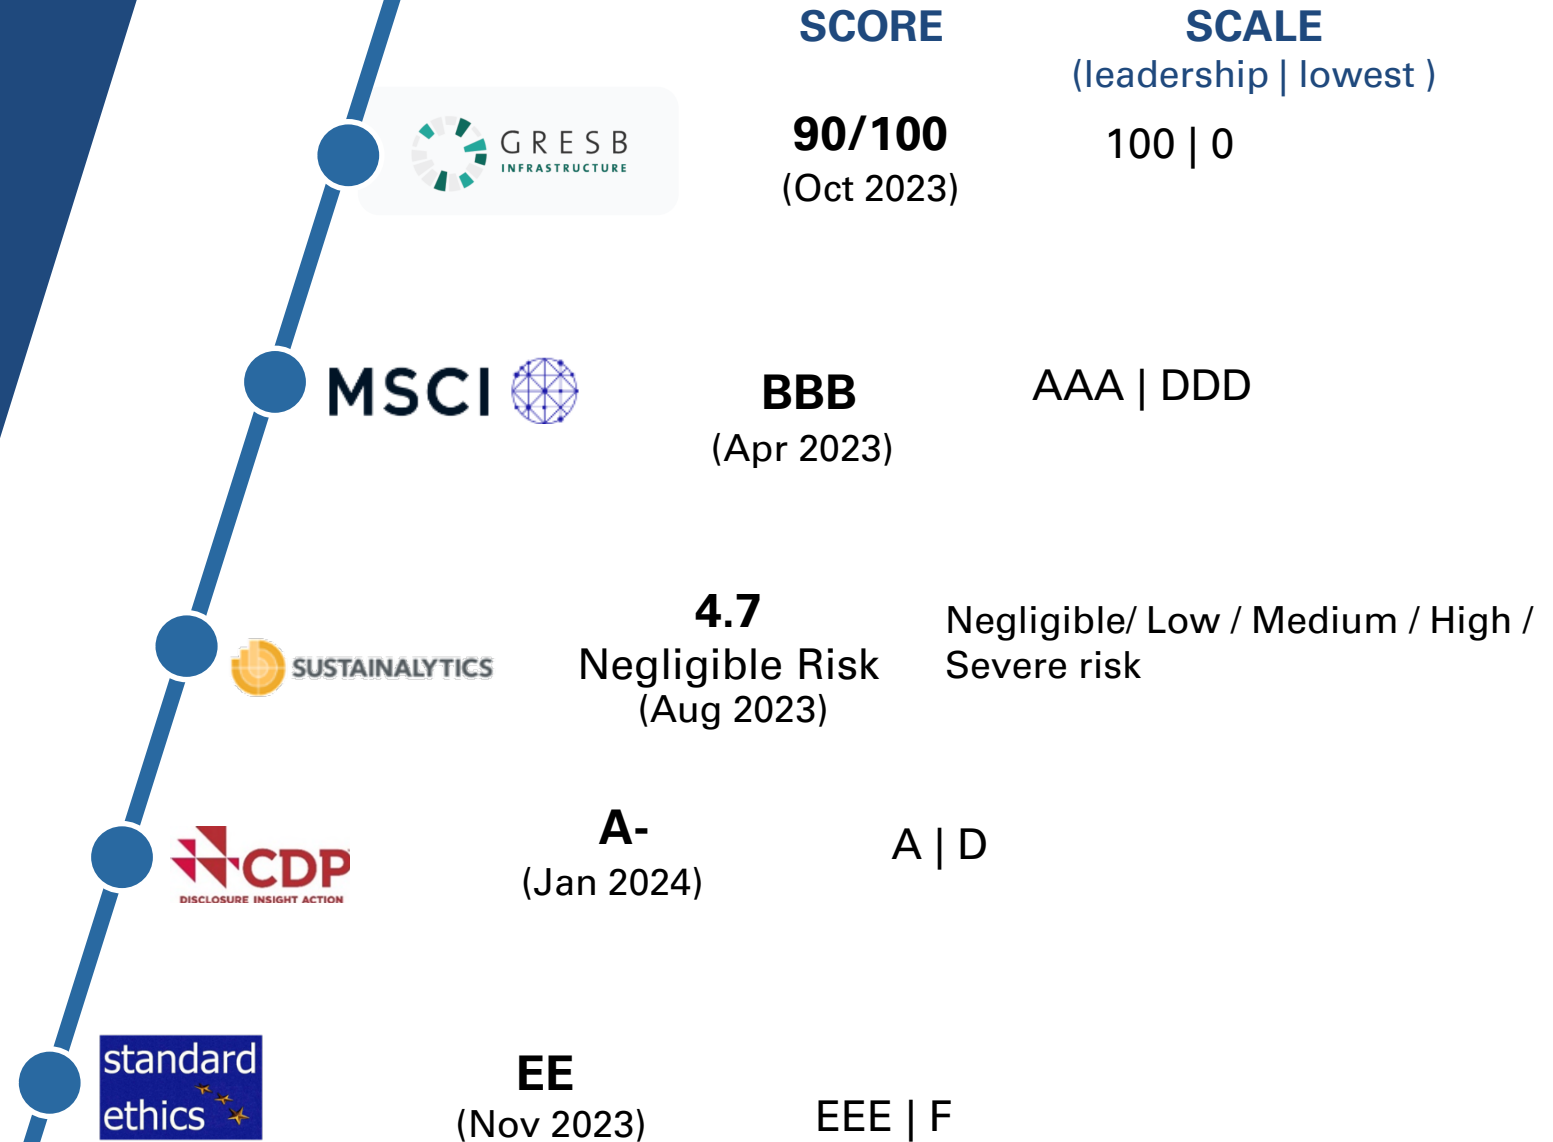 SCORE
SCALE
(leadership | lowest )
GRESB
INFRASTRUCTURE
90/100
(Oct 2023)
100 | 0
MSCI
BBB
(Apr 2023)
AAA | DDD
SUSTAINALYTICS
4.7
Negligible Risk
(Aug 2023)
Negligible/ Low / Medium / High /
Severe risk
CDP
DISCLOSURE INSIGHT ACTION
A-
(Jan 2024)
A | D
standard
ethics
EE
(Nov 2023)
EEE | F